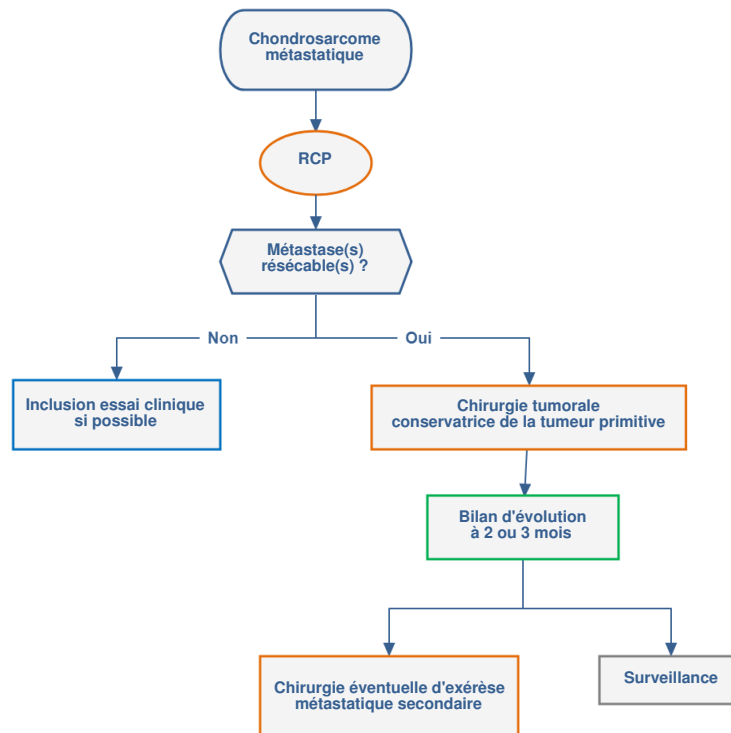 Chondrosarcome
métastatique
RCP
Métastase(s)
résécable(s) ?
Non
Oui
Inclusion essai clinique
si possible
Chirurgie tumorale
conservatrice de la tumeur primitive
Bilan d'évolution
à 2 ou 3 mois
Chirurgie éventuelle d'exérèse
métastatique secondaire
Surveillance